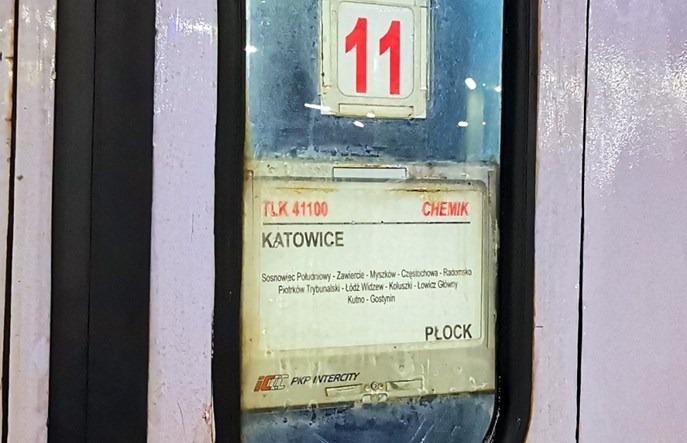 11
TLK 41100 CHEMIK
KATOWICE
Sosnowiec Południowy - Zawiercie - Myszków - Częstochowa - Radomsko
Piotrków Trybunalski - Łódź Widzew - Koluszki - Łowicz Główny
Kutno - Gostynin
PŁOCK
IC PKP INTERCITY